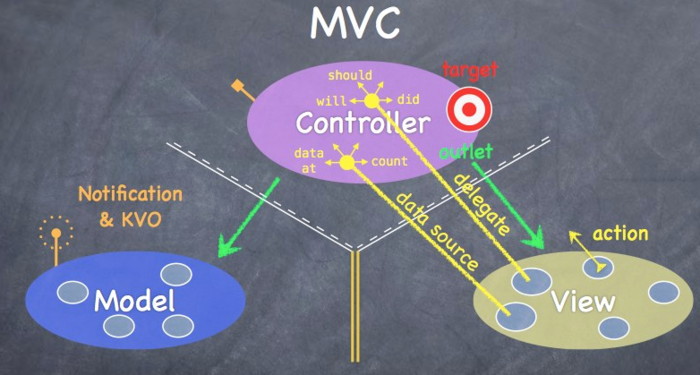 MVC
should
target
will
did
Controller
data
at
count
outlet
delegate
data source
Notification
& KVO
action
Model
View